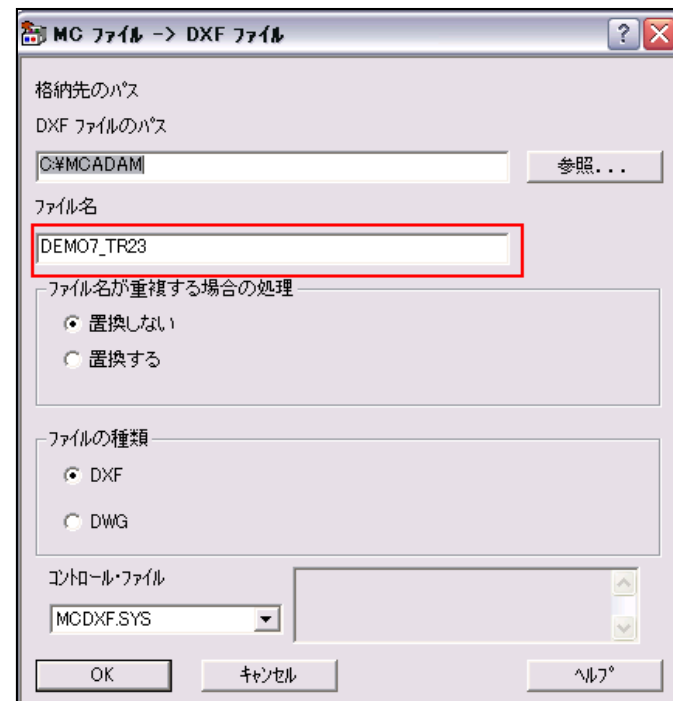 MC ファイル -> DXF ファイル
格納先のパス
DXF ファイルのパス
C:¥MCADAM
参照...
ファイル名
DEMO7_TR23
ファイル名が重複する場合の処理
置換しない
置換する
ファイルの種類
DXF
DWG
コントロール・ファイル
MCDXF.SYS
OK キャンセル ヘルプ